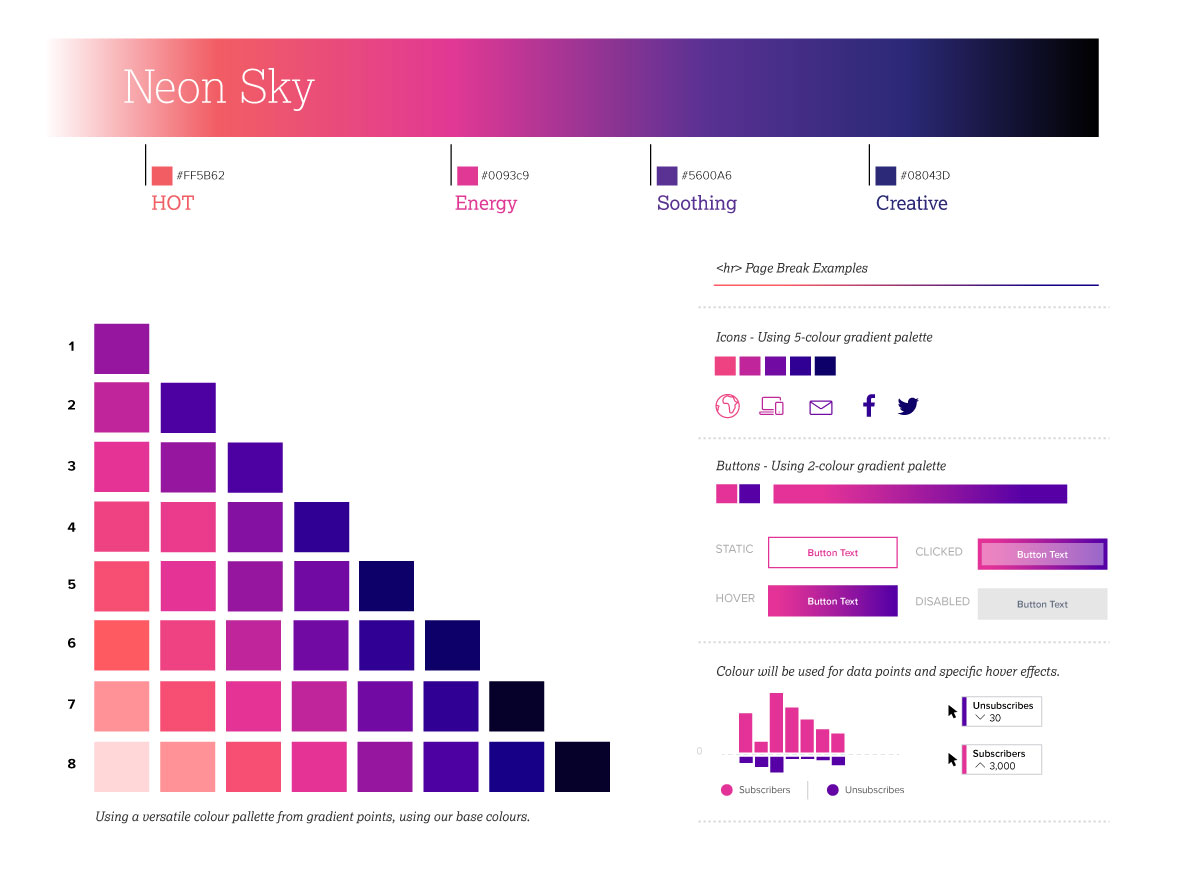 Neon Sky
#FF5B62
#0093c9
#5600A6
#08043D
HOT
Energy
Soothing
Creative
<hr> Page Break Examples
1
2
3
4
5
6
7
8
Using a versatile colour pallette from gradient points, using our base colours.
Icons - Using 5-colour gradient palette
Buttons - Using 2-colour gradient palette
STATIC
Button Text
CLICKED
Button Text
HOVER
Button Text
DISABLED
Button Text
Colour will be used for data points and specific hover effects.
0
Subscribers
Unsubscribes
Unsubscribes
30
Subscribers
3,000